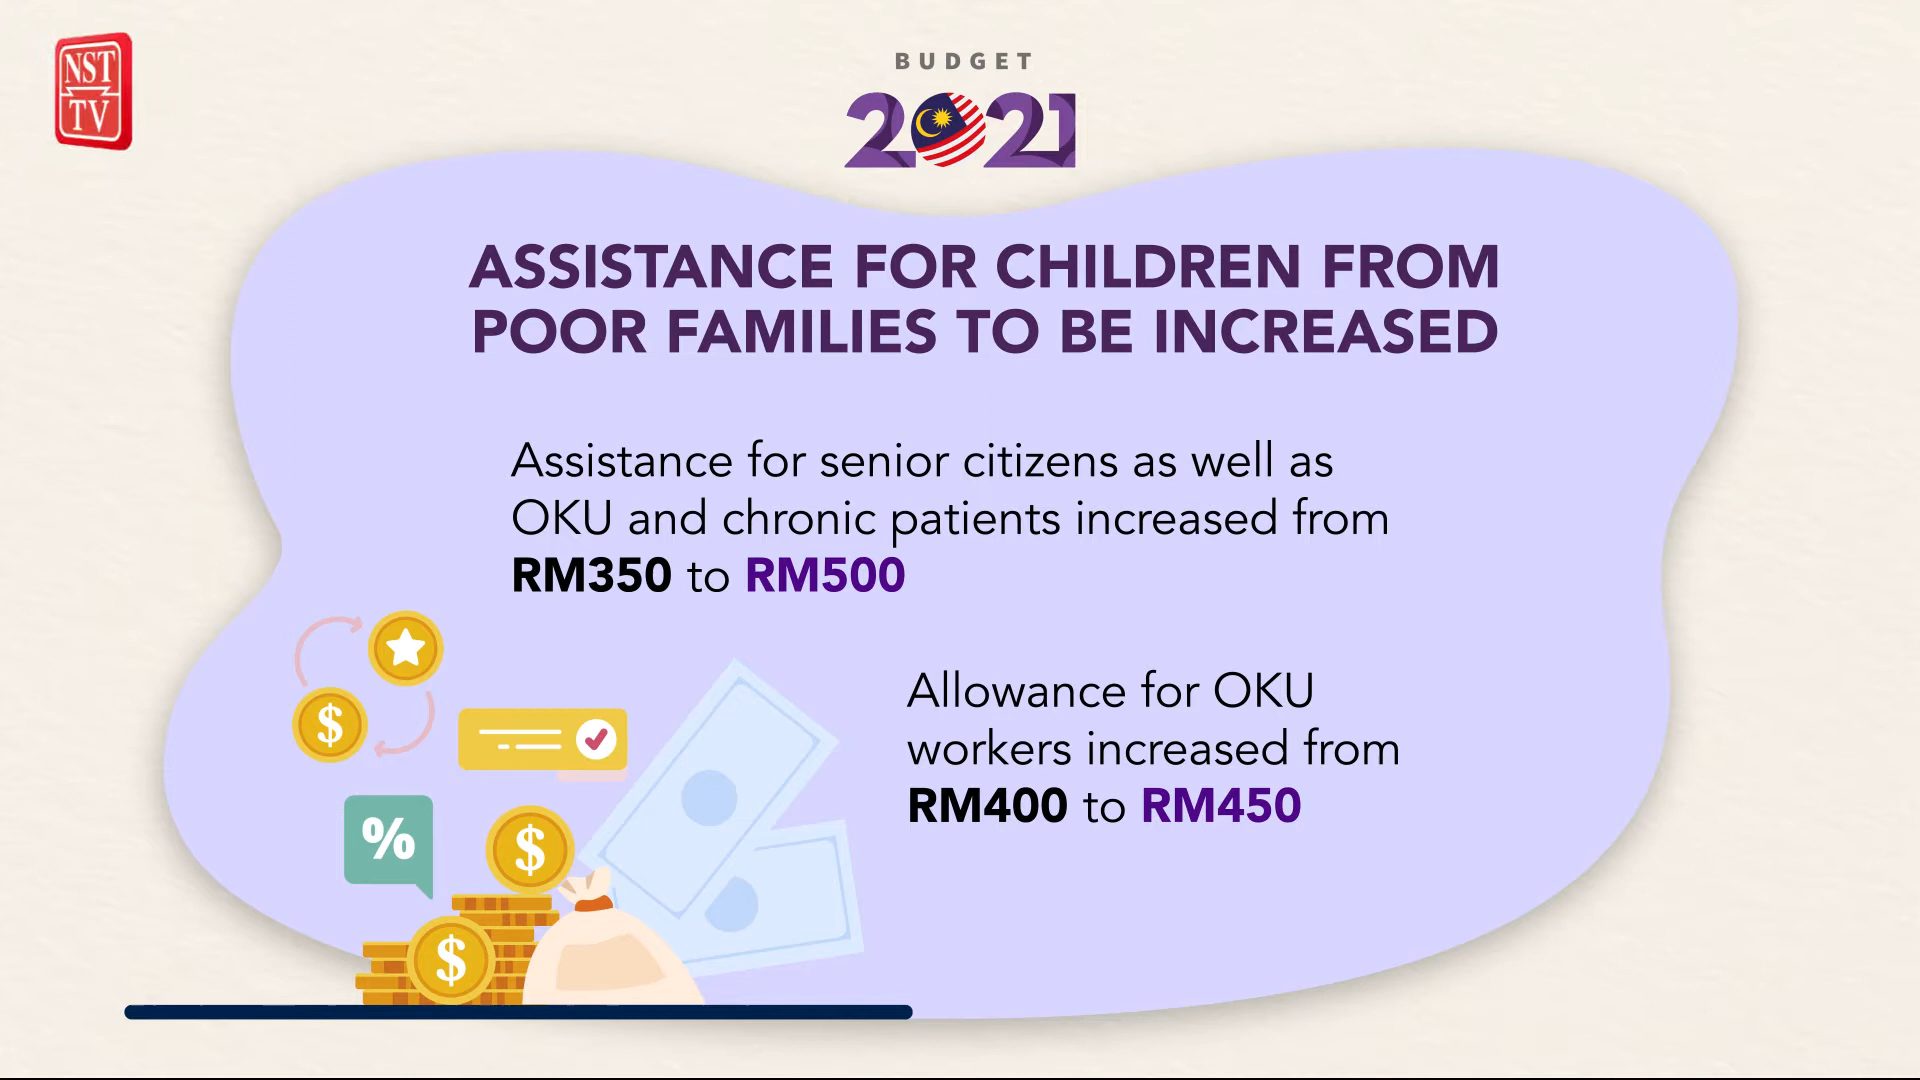 NST
TV
BUDGET
2021
ASSISTANCE FOR CHILDREN FROM
POOR FAMILIES TO BE INCREASED
Assistance for senior citizens as well as
OKU and chronic patients increased from
RM350 to RM500
Allowance for OKU
workers increased from
RM400 to RM450
$
%
$
$